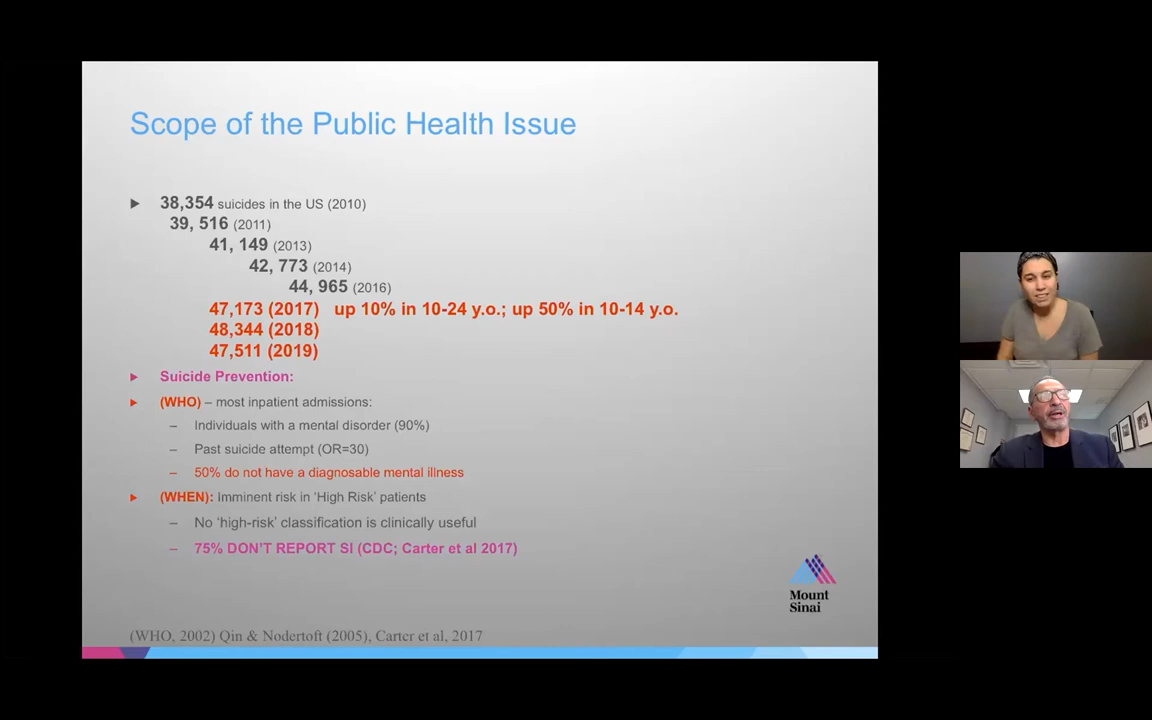 Scope of the Public Health Issue
38,354 suicides in the US (2010)
39, 516 (2011)
41, 149 (2013)
42, 773 (2014)
44, 965 (2016)
47,173 (2017) up 10% in 10-24 y.o.; up 50% in 10-14 y.o.
48,344 (2018)
47,511 (2019)
Suicide Prevention:
(WHO) – most inpatient admissions:
– Individuals with a mental disorder (90%)
– Past suicide attempt (OR=30)
– 50% do not have a diagnosable mental illness
(WHEN): Imminent risk in ‘High Risk’ patients
– No ‘high-risk’ classification is clinically useful
– 75% DON’T REPORT SI (CDC; Carter et al 2017)
Mount
Sinai
(WHO, 2002) Qin & Nodertoft (2005), Carter et al, 2017